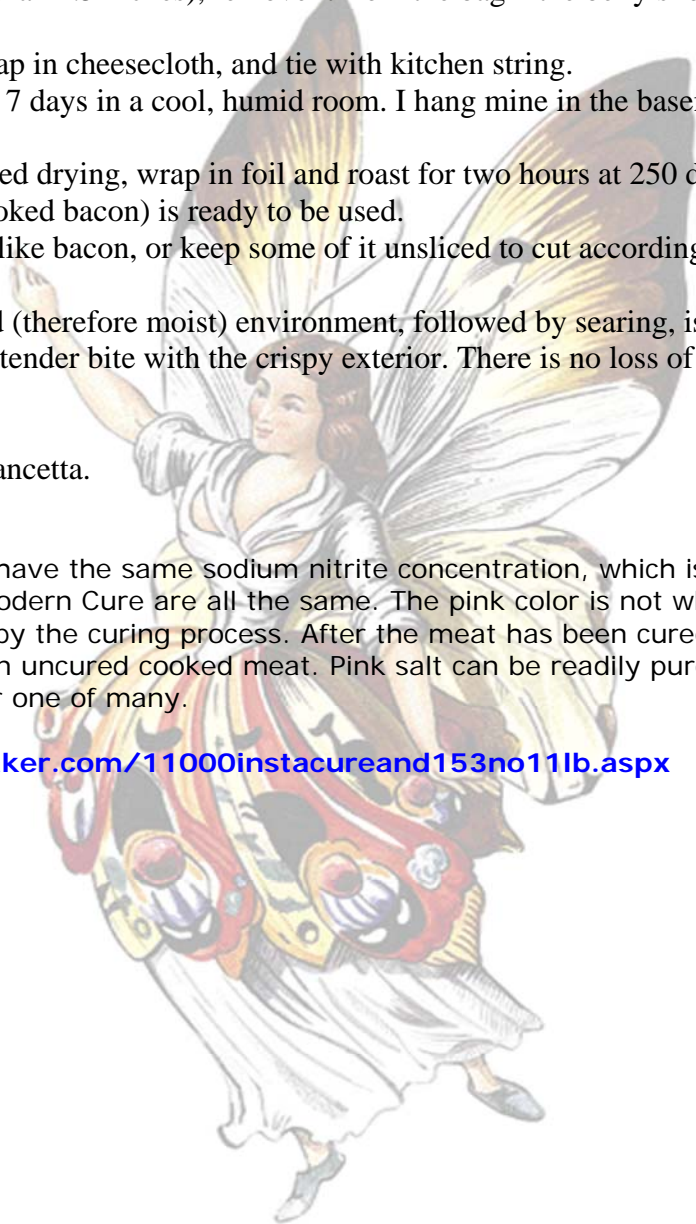 ap in cheesecloth, and tie with kitchen string.
7 days in a cool, humid room. I hang mine in the base
ed drying, wrap in foil and roast for two hours at 250 d
oked bacon) is ready to be used.
like bacon, or keep some of it unsliced to cut according
(therefore moist) environment, followed by searing, is
tender bite with the crispy exterior. There is no loss of
ancetta.
have the same sodium nitrite concentration, which is
odern Cure are all the same. The pink color is not w
by the curing process. After the meat has been cure
n uncured cooked meat. Pink salt can be readily pur
r one of many.
ker.com/11000instacureand153no11lb.aspx